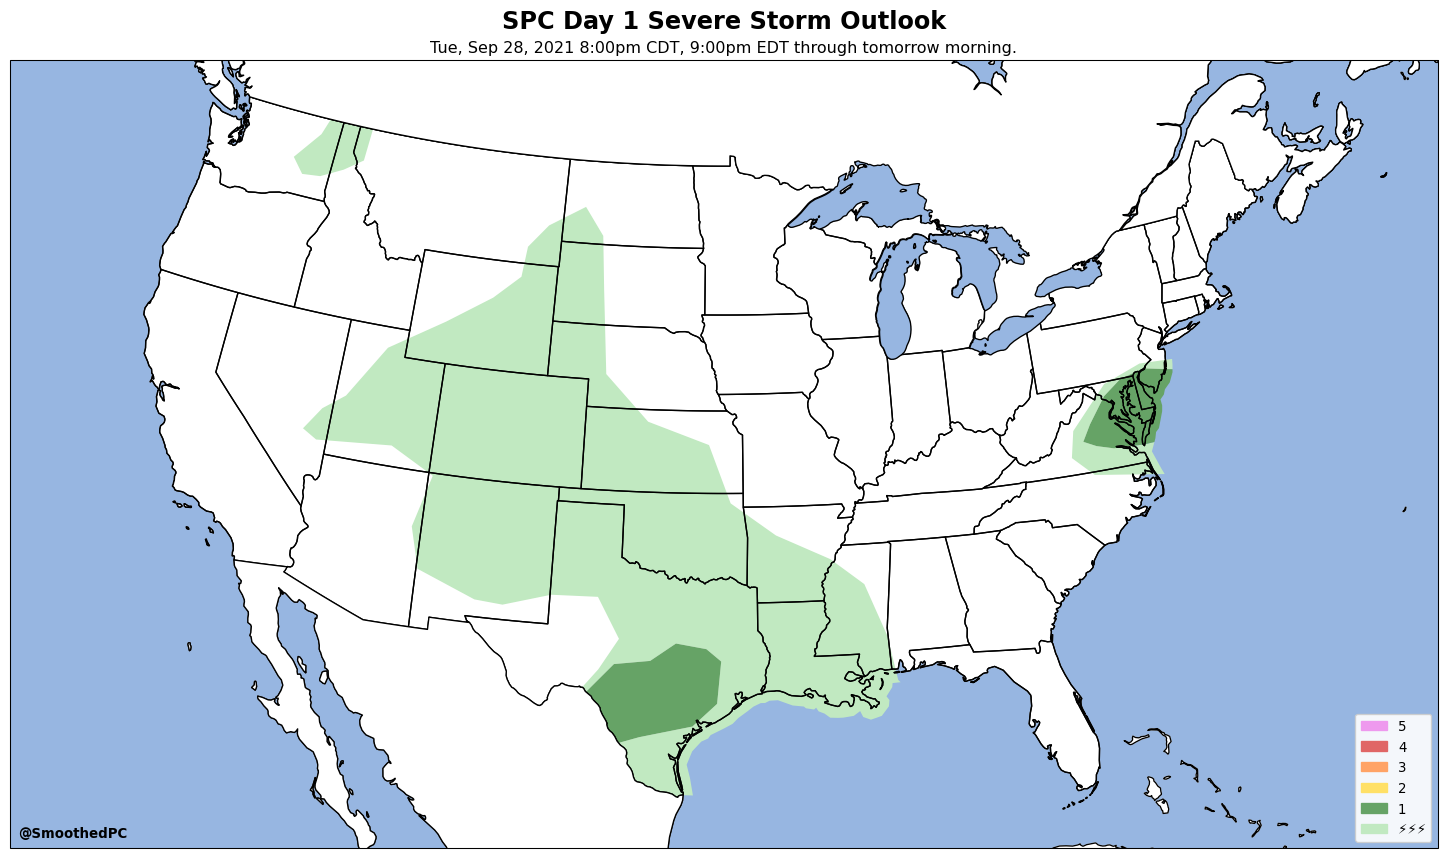 SPC Day 1 Severe Storm Outlook
Tue, Sep 28, 2021 8:00pm CDT, 9:00pm EDT through tomorrow morning.
5
4
3
2
1
⚡⚡⚡
@SmoothedPC